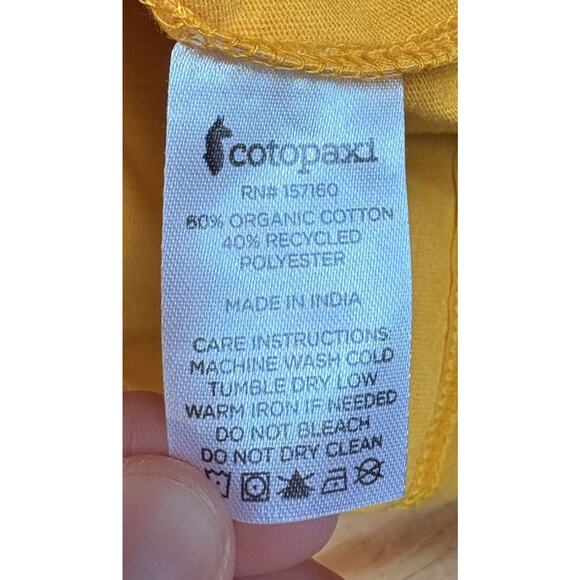 cotopaxi
RN# 157160
60% ORGANIC COTTON
40% RECYCLED
POLYESTER
MADE IN INDIA
CARE INSTRUCTIONS:
MACHINE WASH COLD
TUMBLE DRY LOW
WARM IRON IF NEEDED
DO NOT BLEACH
DO NOT DRY CLEAN